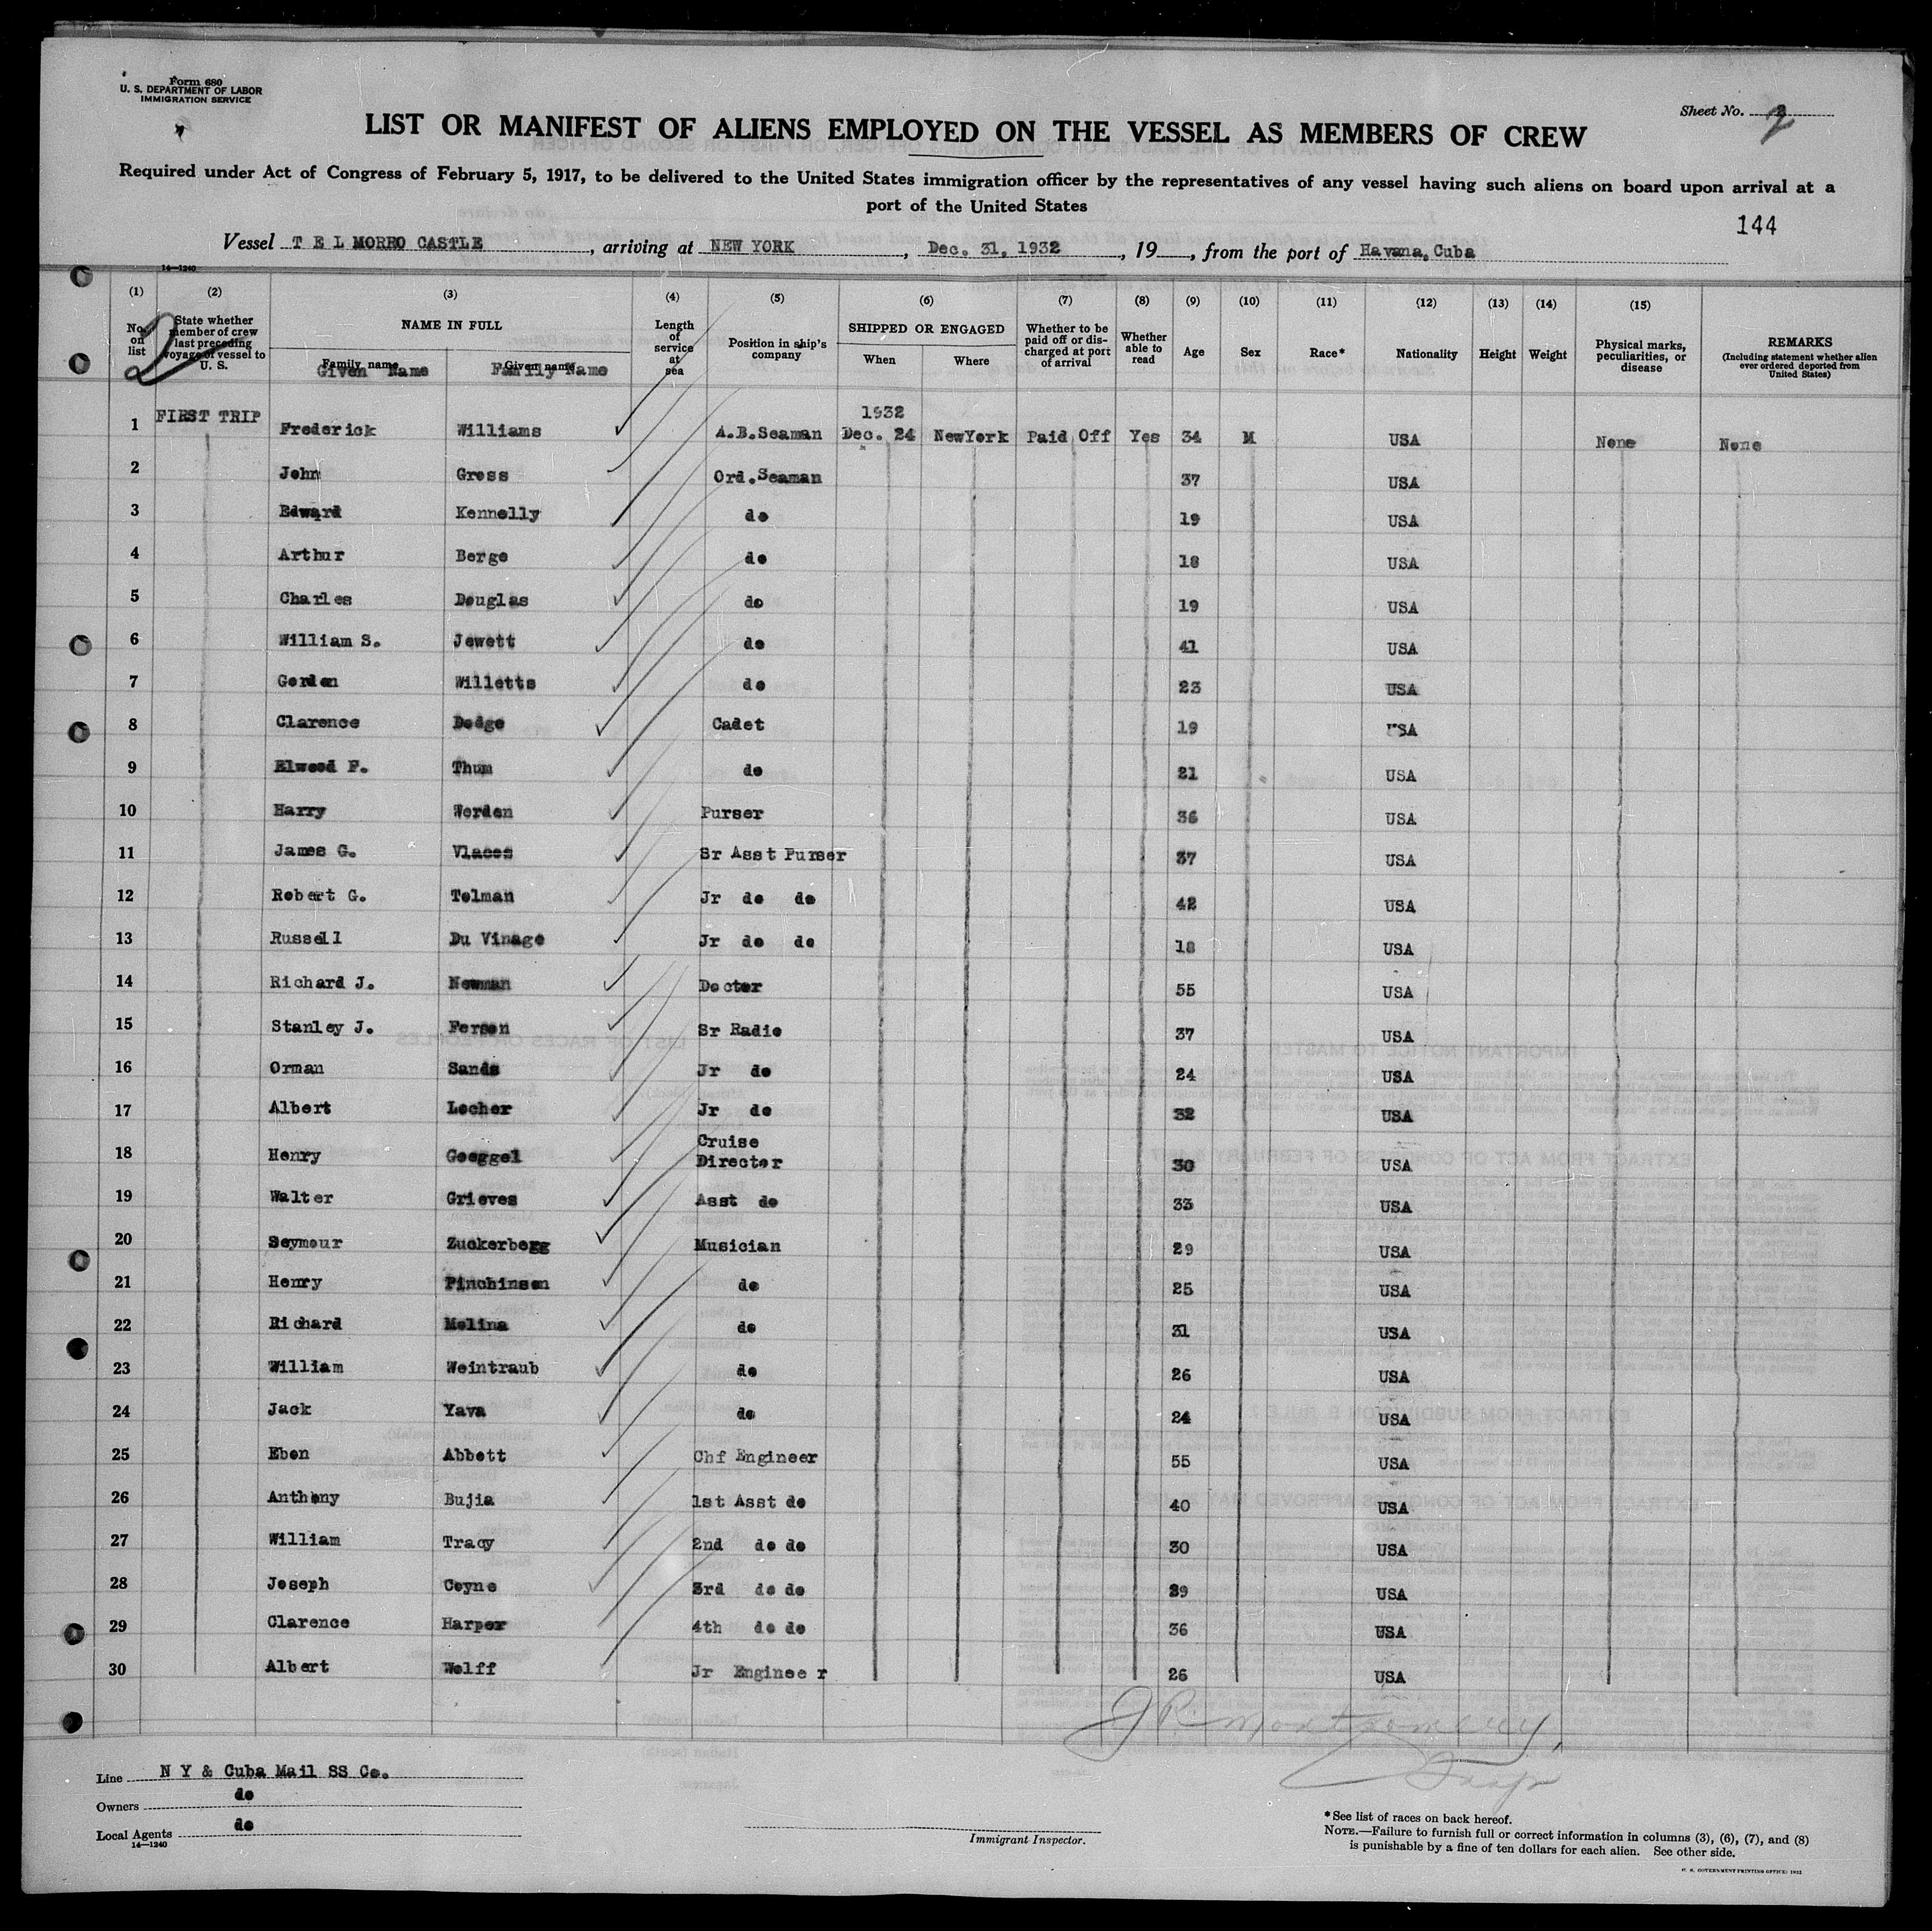 Form 680
U. S. DEPARTMENT OF LABOR
IMMIGRATION SERVICE
Sheet No. 2
LIST OR MANIFEST OF ALIENS EMPLOYED ON THE VESSEL AS MEMBERS OF CREW
Required under Act of Congress of February 5, 1917, to be delivered to the United States immigration officer by the representatives of any vessel having such aliens on board upon arrival at a
port of the United States
144
Vessel T E L MORRO CASTLE, arriving at NEW YORK, Dec. 31, 1932, 19, from the port of Havana, Cuba
14—1240
(1) (2) (3) (4) (5) (6) (7) (8) (9) (10) (11) (12) (13) (14) (15)
No. on list
2
State whether member of crew last preceding voyage of vessel to U. S.
NAME IN FULL
Family name Given name
Given Name Family Name
Length of service at sea
Position in ship's company
SHIPPED OR ENGAGED
When Where
Whether to be paid off or discharged at port of arrival
Whether able to read
Age
Sex
Race*
Nationality
Height
Weight
Physical marks, peculiarities, or disease
REMARKS
(Including statement whether alien ever ordered deported from United States)
1932
1 FIRST TRIP Frederick Williams A.B.Seaman Dec. 24 NewYork Paid Off Yes 34 M USA None None
2 John Gross Ord.Seaman 37 USA
3 Edward Kennelly do 19 USA
4 Arthur Berge do 18 USA
5 Charles Douglas do 19 USA
6 William S. Jewett do 41 USA
7 Gordon Willetts do 23 USA
8 Clarence Dodge Cadet 19 USA
9 Elwood F. Thum do 21 USA
10 Harry Worden Purser 36 USA
11 James G. Vlacos Sr Asst Purser 37 USA
12 Robert G. Tolman Jr do do 42 USA
13 Russell Du Vinage Jr do do 18 USA
14 Richard J. Newman Doctor 55 USA
15 Stanley J. Ferson Sr Radio 37 USA
16 Orman Sands Jr do 24 USA
17 Albert Locher Jr do 32 USA
18 Henry Goeggel Cruise Director 30 USA
19 Walter Grieves Asst do 33 USA
20 Seymour Zuckerbegg Musician 29 USA
21 Henry Pinchinson do 25 USA
22 Richard Molina do 31 USA
23 William Weintraub do 26 USA
24 Jack Yava do 24 USA
25 Eben Abbott Chf Engineer 55 USA
26 Anthony Bujia 1st Asst do 40 USA
27 William Tracy 2nd do do 30 USA
28 Joseph Coyne 3rd do do 29 USA
29 Clarence Harper 4th do do 36 USA
30 Albert Wolff Jr Engineer 26 USA
J R Montgomery,
Line N Y & Cuba Mail SS Co.
Owners do
Local Agents do
14—1240
Immigrant Inspector.
*See list of races on back hereof.
NOTE.—Failure to furnish full or correct information in columns (3), (6), (7), and (8)
is punishable by a fine of ten dollars for each alien. See other side.
U. S. GOVERNMENT PRINTING OFFICE: 1932